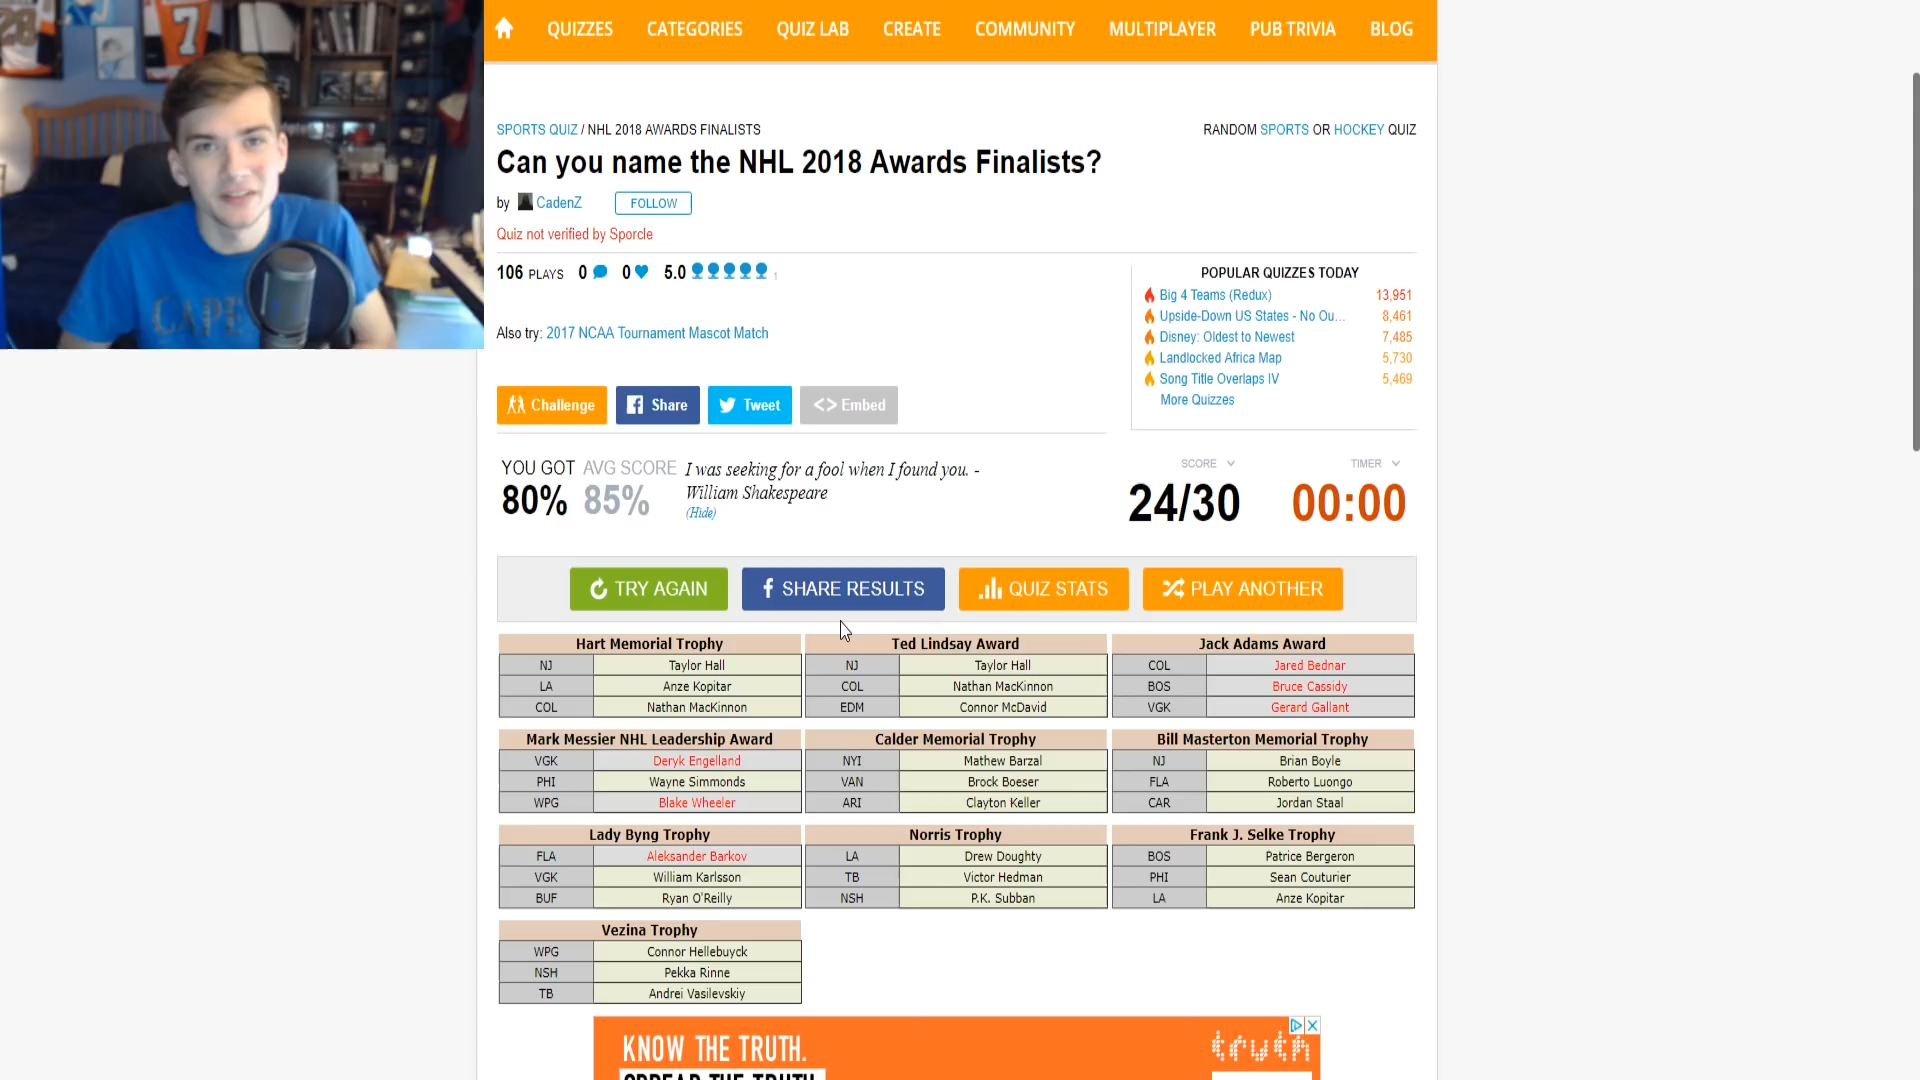 QUIZZES CATEGORIES QUIZ LAB CREATE COMMUNITY MULTIPLAYER PUB TRIVIA BLOG
SPORTS QUIZ / NHL 2018 AWARDS FINALISTS
RANDOM SPORTS OR HOCKEY QUIZ
Can you name the NHL 2018 Awards Finalists?
by CadenZ FOLLOW
Quiz not verified by Sporcle
106 PLAYS 0 0 5.0 1
Also try: 2017 NCAA Tournament Mascot Match
POPULAR QUIZZES TODAY
Big 4 Teams (Redux) 13,951
Upside-Down US States - No Ou... 8,461
Disney: Oldest to Newest 7,485
Landlocked Africa Map 5,730
Song Title Overlaps IV 5,469
More Quizzes
Challenge Share Tweet <> Embed
YOU GOT AVG SCORE
80% 85%
I was seeking for a fool when I found you. -
William Shakespeare
(Hide)
SCORE TIMER
24/30 00:00
TRY AGAIN SHARE RESULTS QUIZ STATS PLAY ANOTHER
Hart Memorial Trophy
NJ Taylor Hall
LA Anze Kopitar
COL Nathan MacKinnon
Ted Lindsay Award
NJ Taylor Hall
COL Nathan MacKinnon
EDM Connor McDavid
Jack Adams Award
COL Jared Bednar
BOS Bruce Cassidy
VGK Gerard Gallant
Mark Messier NHL Leadership Award
VGK Deryk Engelland
PHI Wayne Simmonds
WPG Blake Wheeler
Calder Memorial Trophy
NYI Mathew Barzal
VAN Brock Boeser
ARI Clayton Keller
Bill Masterton Memorial Trophy
NJ Brian Boyle
FLA Roberto Luongo
CAR Jordan Staal
Lady Byng Trophy
FLA Aleksander Barkov
VGK William Karlsson
BUF Ryan O'Reilly
Norris Trophy
LA Drew Doughty
TB Victor Hedman
NSH P.K. Subban
Frank J. Selke Trophy
BOS Patrice Bergeron
PHI Sean Couturier
LA Anze Kopitar
Vezina Trophy
WPG Connor Hellebuyck
NSH Pekka Rinne
TB Andrei Vasilevskiy
KNOW THE TRUTH.
SPREAD THE TRUTH.
truth
7
28
CAPE